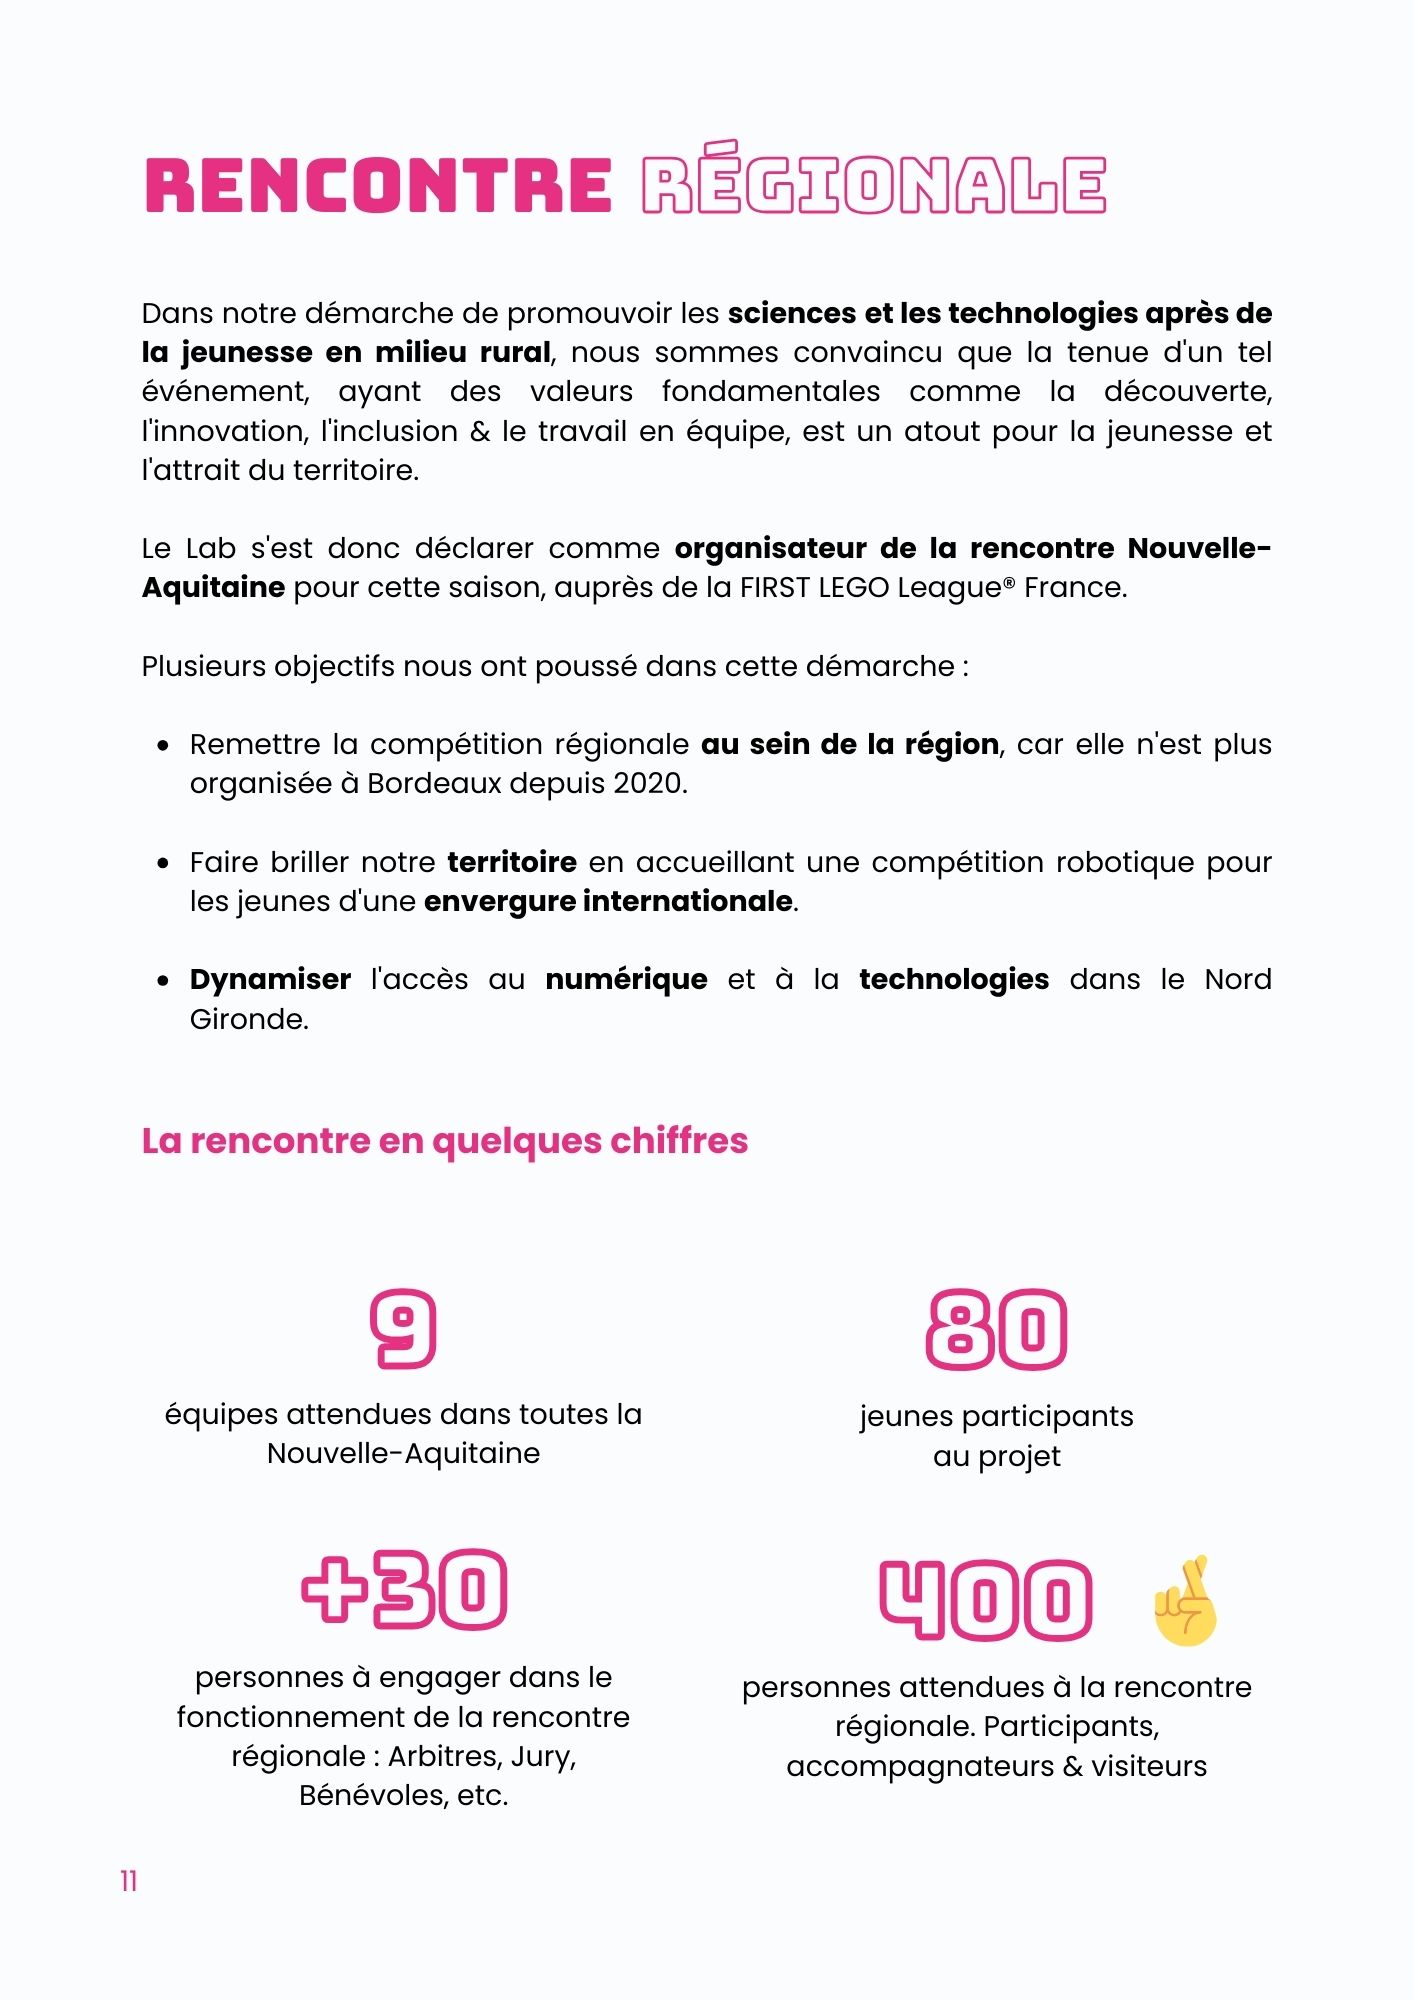 RENCONTRE RÉGIONALE
Dans notre démarche de promouvoir les sciences et les technologies après de
la jeunesse en milieu rural, nous sommes convaincu que la tenue d'un tel
événement, ayant des valeurs fondamentales comme la découverte,
l'innovation, l'inclusion & le travail en équipe, est un atout pour la jeunesse et
l'attrait du territoire.
Le Lab s'est donc déclarer comme organisateur de la rencontre Nouvelle-
Aquitaine pour cette saison, auprès de la FIRST LEGO League® France.
Plusieurs objectifs nous ont poussé dans cette démarche :
• Remettre la compétition régionale au sein de la région, car elle n'est plus
organisée à Bordeaux depuis 2020.
• Faire briller notre territoire en accueillant une compétition robotique pour
les jeunes d'une envergure internationale.
• Dynamiser l'accès au numérique et à la technologies dans le Nord
Gironde.
La rencontre en quelques chiffres
9
équipes attendues dans toutes la
Nouvelle-Aquitaine
80
jeunes participants
au projet
+30
personnes à engager dans le
fonctionnement de la rencontre
régionale : Arbitres, Jury,
Bénévoles, etc.
400
personnes attendues à la rencontre
régionale. Participants,
accompagnateurs & visiteurs
11